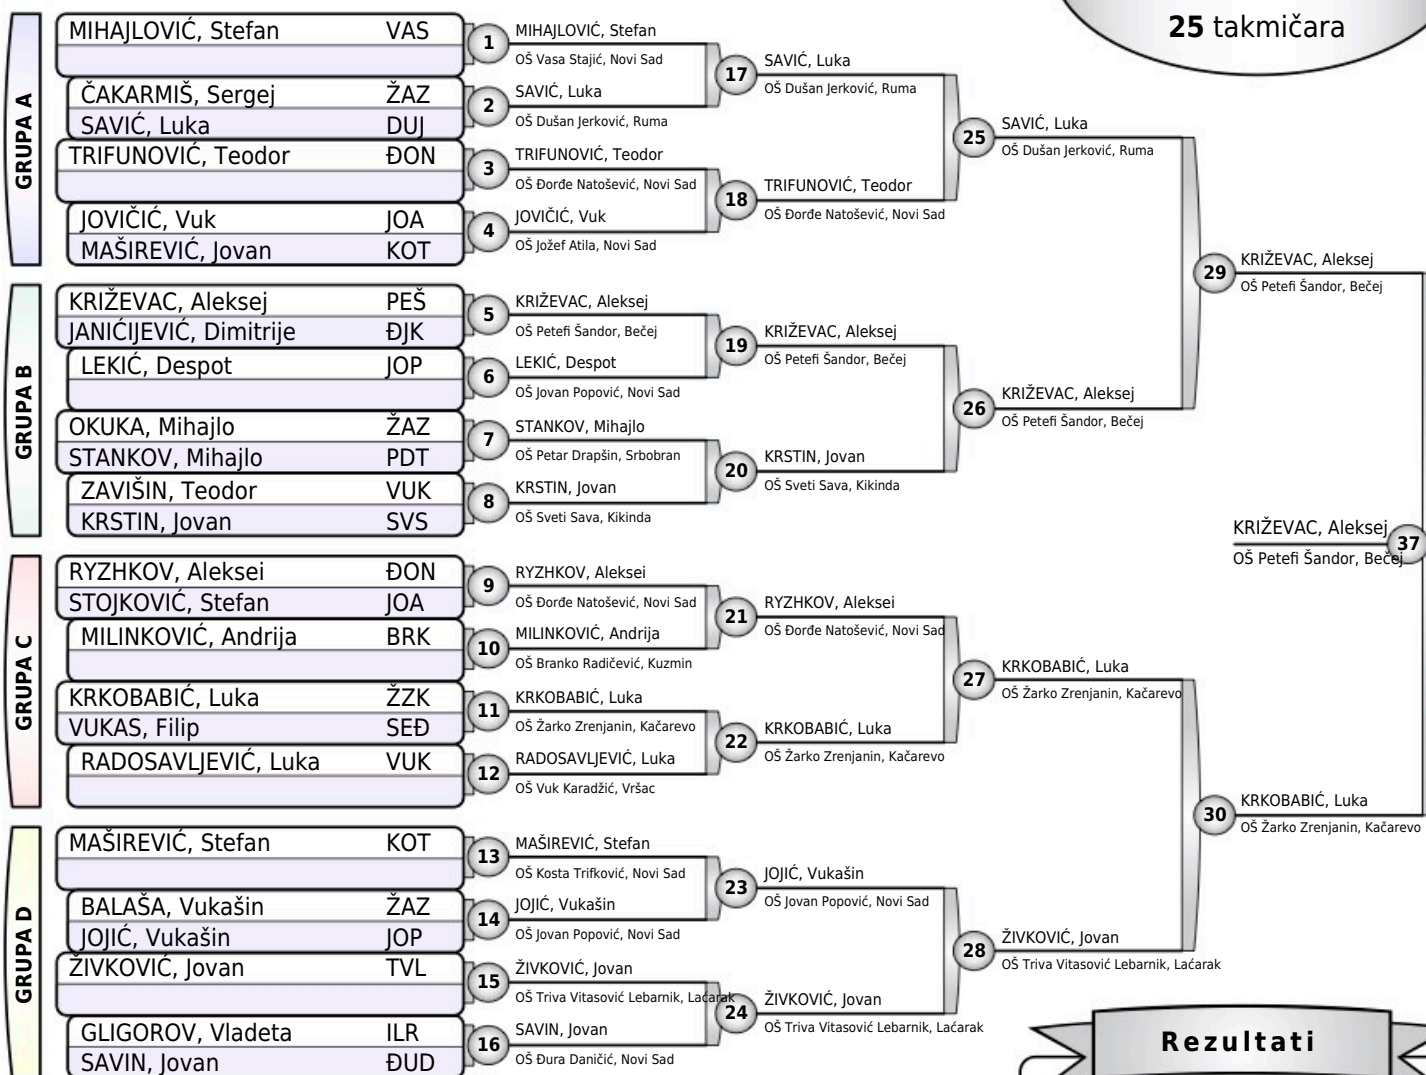 25 takmičara
GRUPA A
MIHAJLOVIĆ, Stefan VAS
ČAKARMIŠ, Sergej ŽAZ
SAVIĆ, Luka DUJ
TRIFUNOVIĆ, Teodor ĐON
JOVIČIĆ, Vuk JOA
MAŠIREVIĆ, Jovan KOT
GRUPA B
KRIŽEVAC, Aleksej PEŠ
JANIĆIJEVIĆ, Dimitrije ĐJK
LEKIĆ, Despot JOP
OKUKA, Mihajlo ŽAZ
STANKOV, Mihajlo PDT
ZAVIŠIN, Teodor VUK
KRSTIN, Jovan SVS
GRUPA C
RYZHKOV, Aleksei ĐON
STOJKOVIĆ, Stefan JOA
MILINKOVIĆ, Andrija BRK
KRKOBABIĆ, Luka ŽZK
VUKAS, Filip SEĐ
RADOSAVLJEVIĆ, Luka VUK
GRUPA D
MAŠIREVIĆ, Stefan KOT
BALAŠA, Vukašin ŽAZ
JOJIĆ, Vukašin JOP
ŽIVKOVIĆ, Jovan TVL
GLIGOROV, Vladeta ILR
SAVIN, Jovan ĐUD
1
MIHAJLOVIĆ, Stefan
OŠ Vasa Stajić, Novi Sad
2
SAVIĆ, Luka
OŠ Dušan Jerković, Ruma
3
TRIFUNOVIĆ, Teodor
OŠ Đorđe Natošević, Novi Sad
4
JOVIČIĆ, Vuk
OŠ Jožef Atila, Novi Sad
5
KRIŽEVAC, Aleksej
OŠ Petefi Šandor, Bečej
6
LEKIĆ, Despot
OŠ Jovan Popović, Novi Sad
7
STANKOV, Mihajlo
OŠ Petar Drapšin, Srbobran
8
KRSTIN, Jovan
OŠ Sveti Sava, Kikinda
9
RYZHKOV, Aleksei
OŠ Đorđe Natošević, Novi Sad
10
MILINKOVIĆ, Andrija
OŠ Branko Radičević, Kuzmin
11
KRKOBABIĆ, Luka
OŠ Žarko Zrenjanin, Kačarevo
12
RADOSAVLJEVIĆ, Luka
OŠ Vuk Karadžić, Vršac
13
MAŠIREVIĆ, Stefan
OŠ Kosta Trifković, Novi Sad
14
JOJIĆ, Vukašin
OŠ Jovan Popović, Novi Sad
15
ŽIVKOVIĆ, Jovan
OŠ Triva Vitasović Lebarnik, Laćarak
16
SAVIN, Jovan
OŠ Đura Daničić, Novi Sad
17
SAVIĆ, Luka
OŠ Dušan Jerković, Ruma
18
TRIFUNOVIĆ, Teodor
OŠ Đorđe Natošević, Novi Sad
19
KRIŽEVAC, Aleksej
OŠ Petefi Šandor, Bečej
20
KRSTIN, Jovan
OŠ Sveti Sava, Kikinda
21
RYZHKOV, Aleksei
OŠ Đorđe Natošević, Novi Sad
22
KRKOBABIĆ, Luka
OŠ Žarko Zrenjanin, Kačarevo
23
JOJIĆ, Vukašin
OŠ Jovan Popović, Novi Sad
24
ŽIVKOVIĆ, Jovan
OŠ Triva Vitasović Lebarnik, Laćarak
25
SAVIĆ, Luka
OŠ Dušan Jerković, Ruma
26
KRIŽEVAC, Aleksej
OŠ Petefi Šandor, Bečej
27
KRKOBABIĆ, Luka
OŠ Žarko Zrenjanin, Kačarevo
28
ŽIVKOVIĆ, Jovan
OŠ Triva Vitasović Lebarnik, Laćarak
29
KRIŽEVAC, Aleksej
OŠ Petefi Šandor, Bečej
30
KRKOBABIĆ, Luka
OŠ Žarko Zrenjanin, Kačarevo
KRIŽEVAC, Aleksej
OŠ Petefi Šandor, Bečej
37
Rezultati